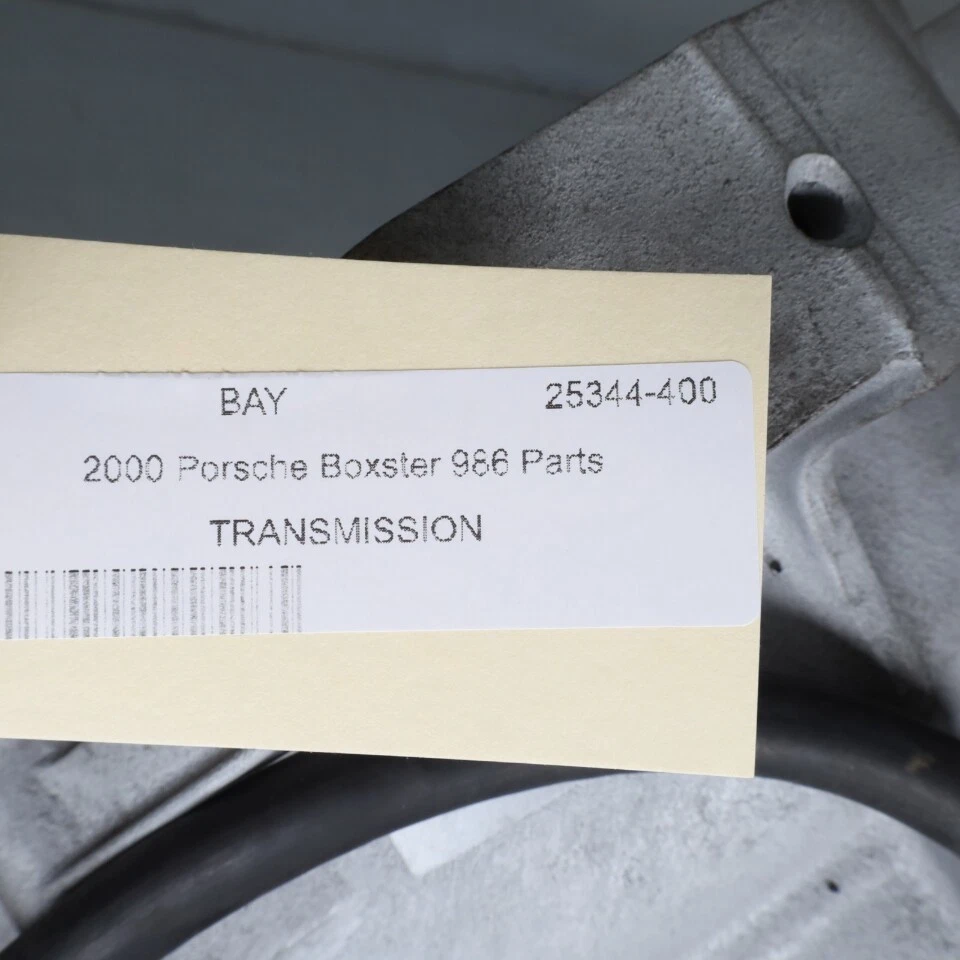 BAY 25344-400
2000 Porsche Boxster 986 Parts
TRANSMISSION